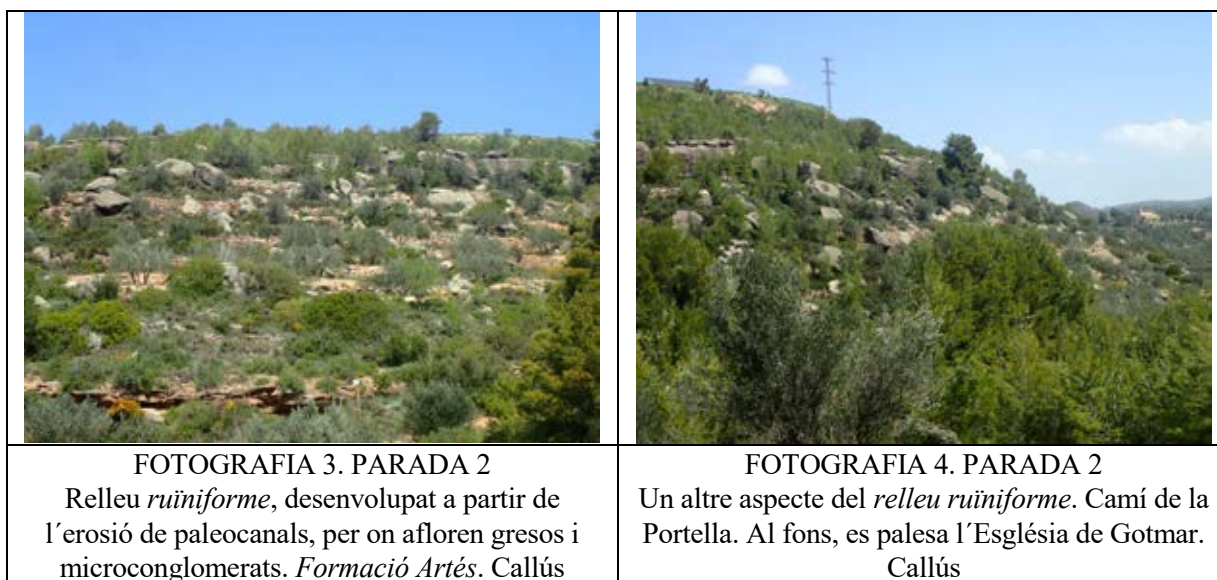 FOTOGRAFIA 3. PARADA 2
Relleu ruïniforme, desenvolupat a partir de
l´erosió de paleocanals, per on afloren gresos i
microconglomerats. Formació Artés. Callús
FOTOGRAFIA 4. PARADA 2
Un altre aspecte del relleu ruïniforme. Camí de la
Portella. Al fons, es palesa l´Església de Gotmar.
Callús